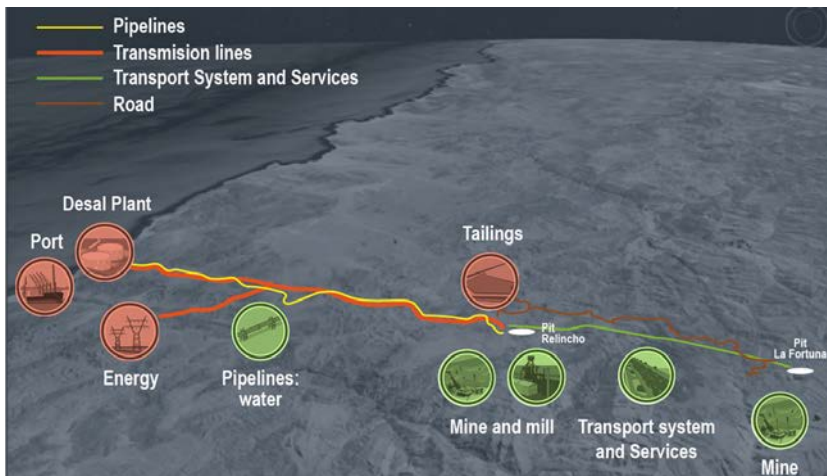 Pipelines
Transmision lines
Transport System and Services
Road
Desal Plant
Port
Tailings
Pit
Relincho
Pit
La Fortuna
Energy
Pipelines:
water
Mine and mill
Transport system
and Services
Mine